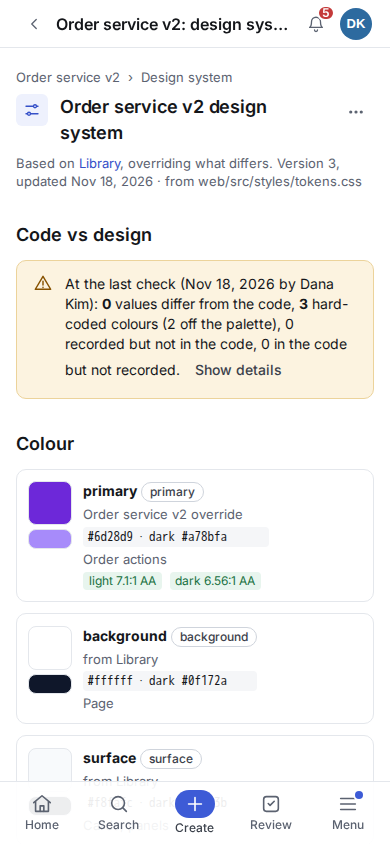 Order service v2: design sys...
5
DK
Order service v2 › Design system
Order service v2 design
system
Based on Library, overriding what differs. Version 3,
updated Nov 18, 2026 · from web/src/styles/tokens.css
Code vs design
At the last check (Nov 18, 2026 by Dana
Kim): 0 values differ from the code, 3 hard-
coded colours (2 off the palette), 0
recorded but not in the code, 0 in the code
but not recorded. Show details
Colour
primary primary
Order service v2 override
#6d28d9 · dark #a78bfa
Order actions
light 7.1:1 AA dark 6.56:1 AA
background background
from Library
#ffffff · dark #0f172a
Page
surface surface
from Library
Home
Search
Create
Review
Menu